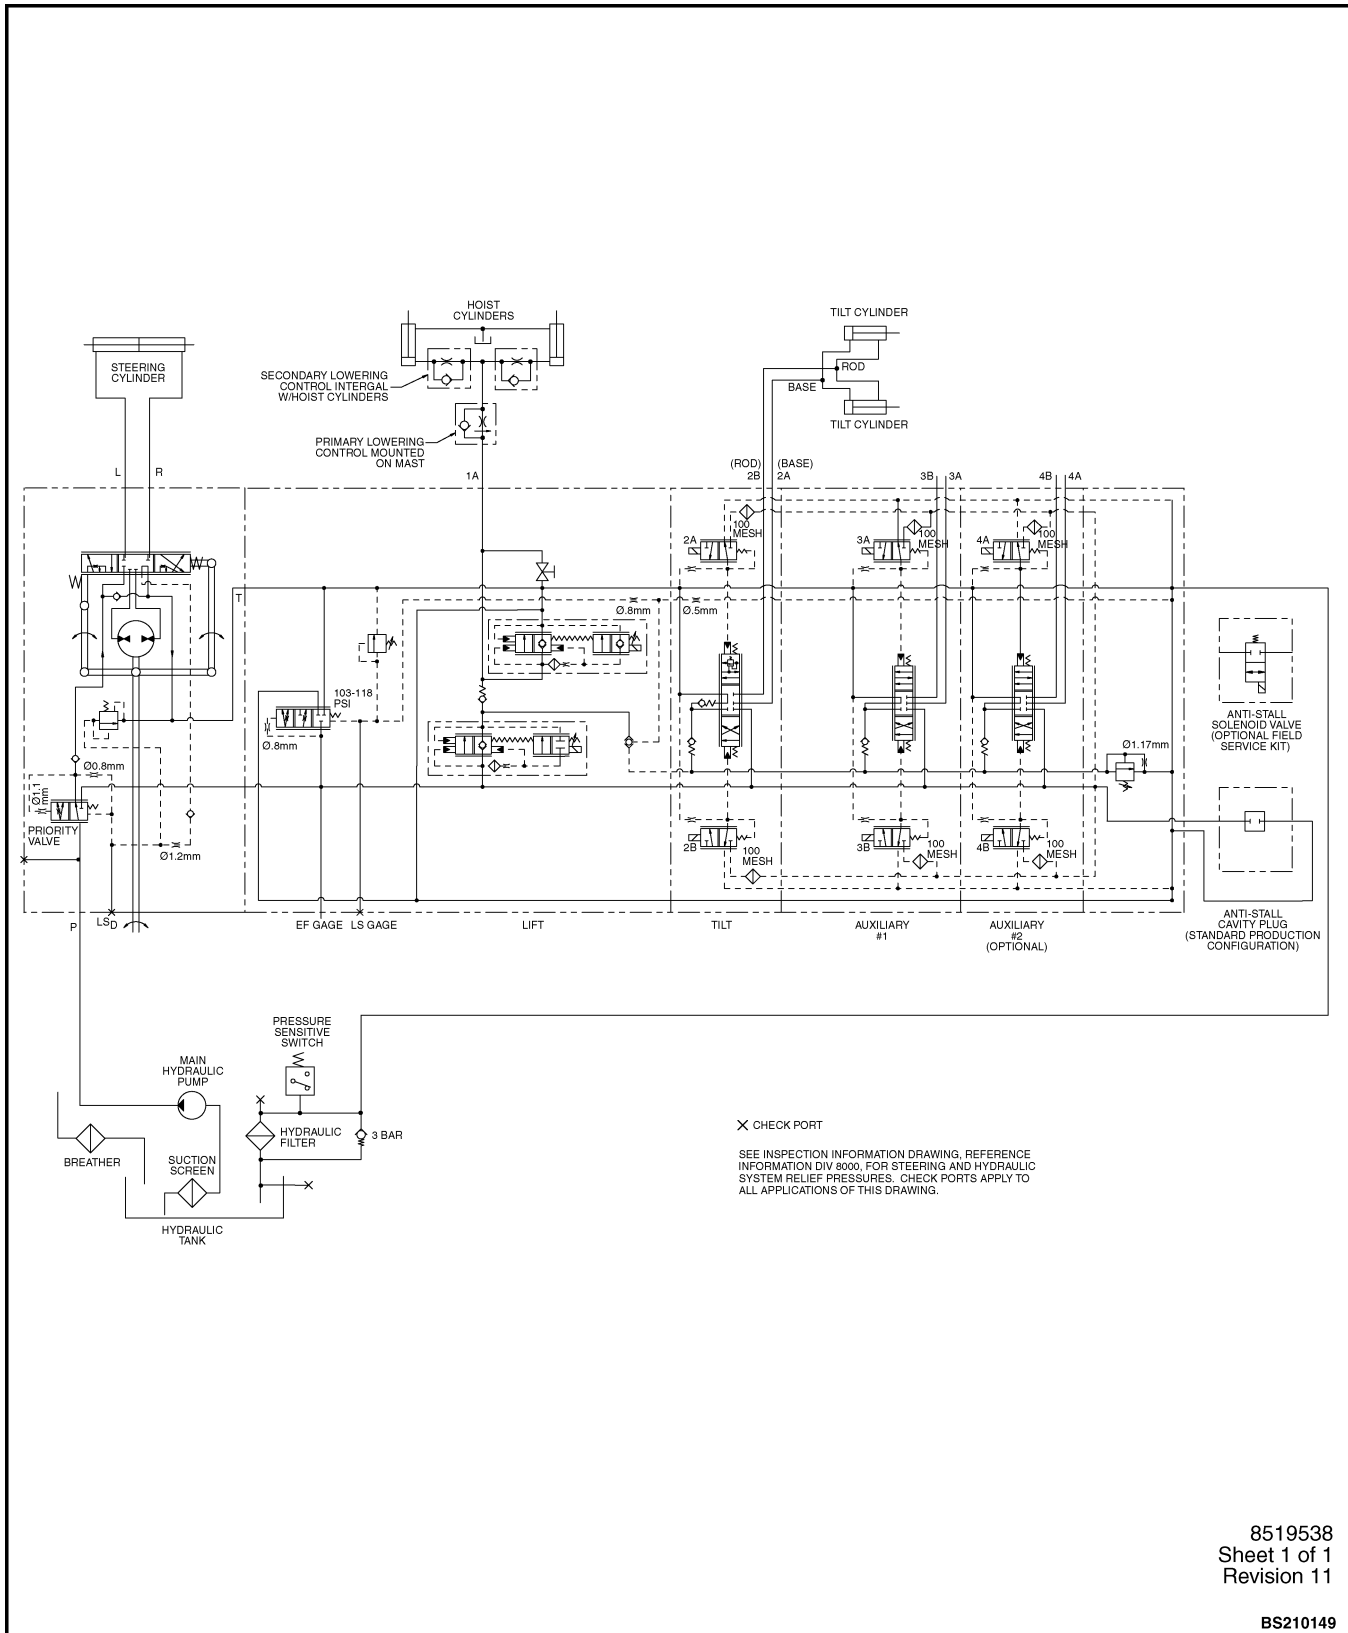 HOIST
CYLINDERS
TILT CYLINDER
STEERING
CYLINDER
SECONDARY LOWERING
CONTROL INTERGAL
W/HOIST CYLINDERS
ROD
BASE
TILT CYLINDER
PRIMARY LOWERING
CONTROL MOUNTED
ON MAST
L
R
1A
(ROD)
2B
(BASE)
2A
3B
3A
4B
4A
100
MESH
2A
100
MESH
3A
100
MESH
4A
T
Ø.8mm
Ø.5mm
103-118
PSI
Ø.8mm
Ø0.8mm
Ø1.1
mm
PRIORITY
VALVE
Ø1.2mm
Ø1.17mm
ANTI-STALL
SOLENOID VALVE
(OPTIONAL FIELD
SERVICE KIT)
2B
100
MESH
3B
100
MESH
4B
100
MESH
P
LSD
EF GAGE
LS GAGE
LIFT
TILT
AUXILIARY
#1
AUXILIARY
#2
(OPTIONAL)
ANTI-STALL
CAVITY PLUG
(STANDARD PRODUCTION
CONFIGURATION)
PRESSURE
SENSITIVE
SWITCH
MAIN
HYDRAULIC
PUMP
HYDRAULIC
FILTER
3 BAR
BREATHER
SUCTION
SCREEN
HYDRAULIC
TANK
CHECK PORT
SEE INSPECTION INFORMATION DRAWING, REFERENCE
INFORMATION DIV 8000, FOR STEERING AND HYDRAULIC
SYSTEM RELIEF PRESSURES. CHECK PORTS APPLY TO
ALL APPLICATIONS OF THIS DRAWING.
8519538
Sheet 1 of 1
Revision 11
BS210149